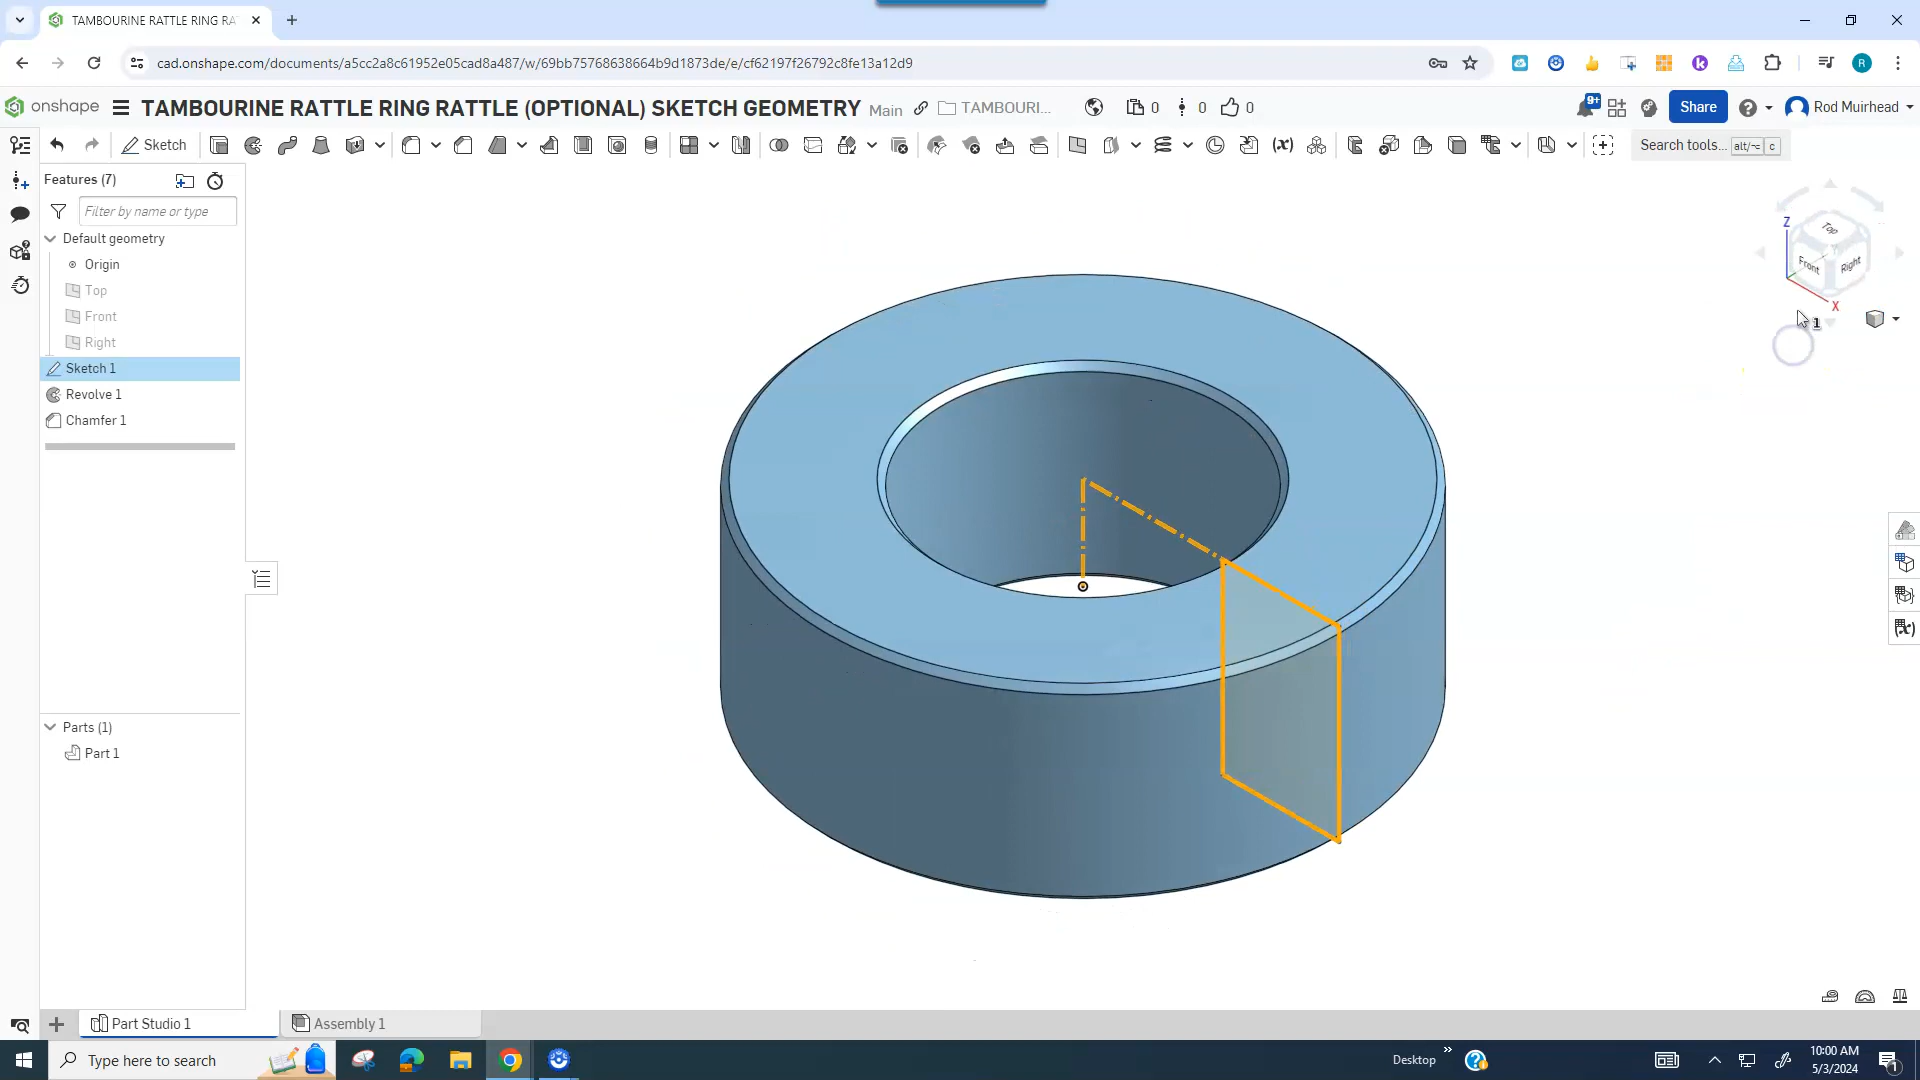 TAMBOURINE RATTLE RING RA
cad.onshape.com/documents/a5cc2a8c61952e05cad8a487/w/69bb75768638664b9d1873de/e/cf62197f26792c8fe13a12d9
R
onshape TAMBOURINE RATTLE RING RATTLE (OPTIONAL) SKETCH GEOMETRY Main TAMBOURI... 0 0 0 9+ Share Rod Muirhead
Sketch (x) Search tools... alt/⌥ c
Features (7)
Filter by name or type
Default geometry
Origin
Top
Front
Right
Sketch 1
Revolve 1
Chamfer 1
Z
Top
Front
Right
X
1
(x)
Parts (1)
Part 1
Part Studio 1 Assembly 1
Type here to search
Desktop
10:00 AM
5/3/2024
1